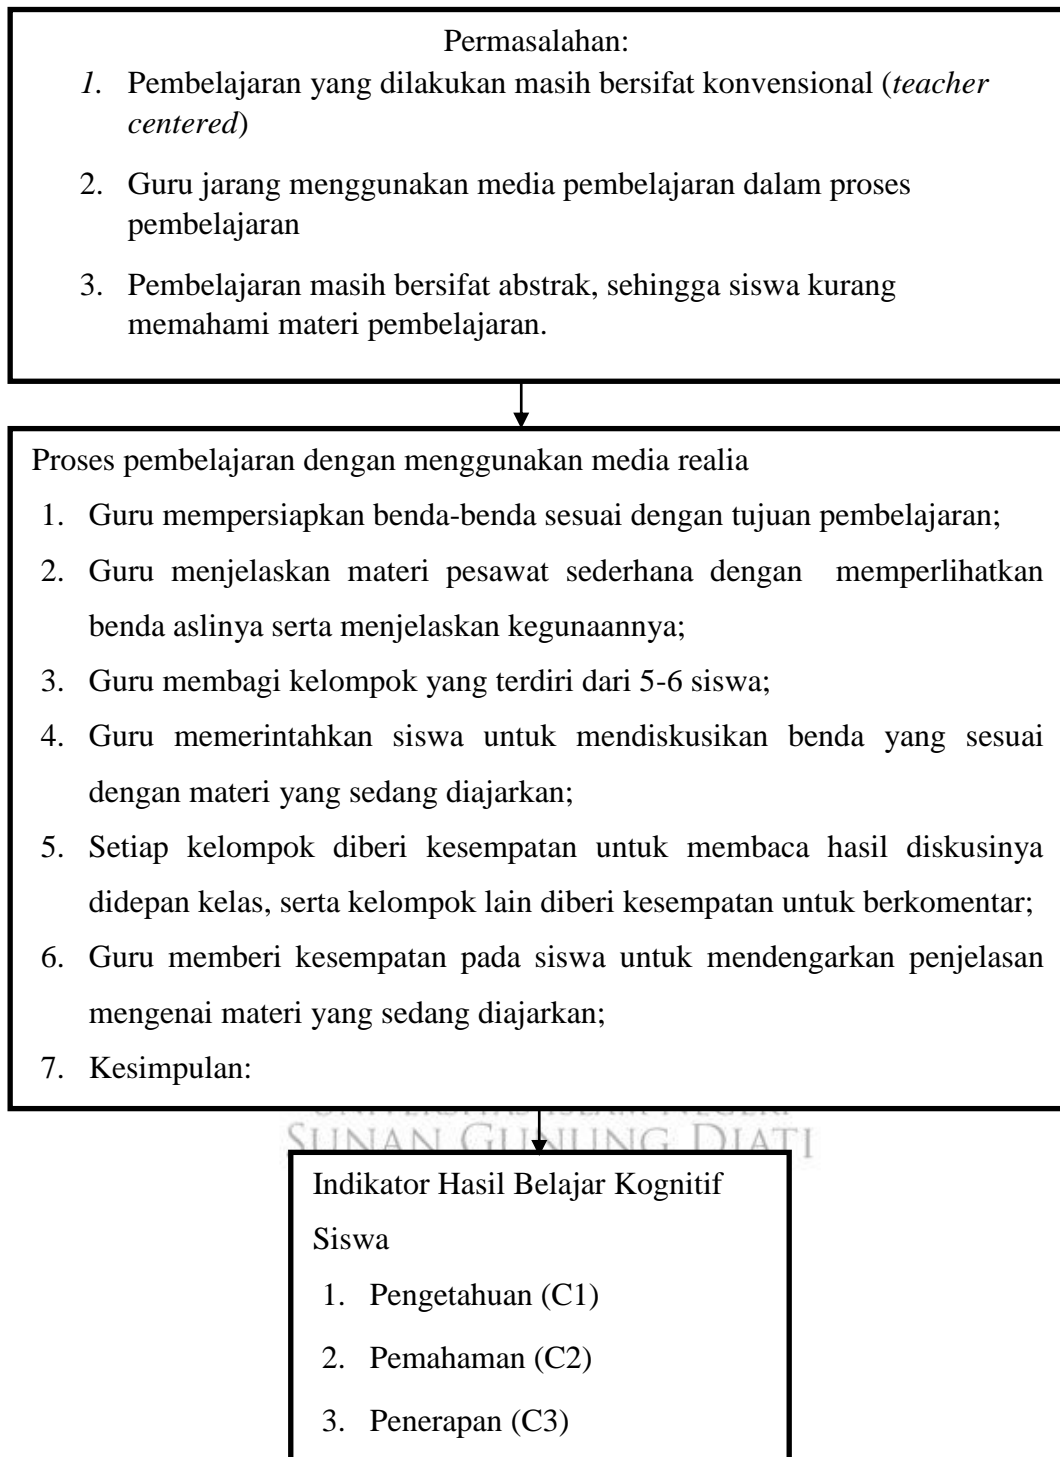 Permasalahan:
1. Pembelajaran yang dilakukan masih bersifat konvensional (teacher
centered)
2. Guru jarang menggunakan media pembelajaran dalam proses
pembelajaran
3. Pembelajaran masih bersifat abstrak, sehingga siswa kurang
memahami materi pembelajaran.
Proses pembelajaran dengan menggunakan media realia
1. Guru mempersiapkan benda-benda sesuai dengan tujuan pembelajaran;
2. Guru menjelaskan materi pesawat sederhana dengan memperlihatkan
benda aslinya serta menjelaskan kegunaannya;
3. Guru membagi kelompok yang terdiri dari 5-6 siswa;
4. Guru memerintahkan siswa untuk mendiskusikan benda yang sesuai
dengan materi yang sedang diajarkan;
5. Setiap kelompok diberi kesempatan untuk membaca hasil diskusinya
didepan kelas, serta kelompok lain diberi kesempatan untuk berkomentar;
6. Guru memberi kesempatan pada siswa untuk mendengarkan penjelasan
mengenai materi yang sedang diajarkan;
7. Kesimpulan:
UNIVERSITAS ISLAM NEGERI
SUNAN GUNUNG DJATI
Indikator Hasil Belajar Kognitif
Siswa
1. Pengetahuan (C1)
2. Pemahaman (C2)
3. Penerapan (C3)